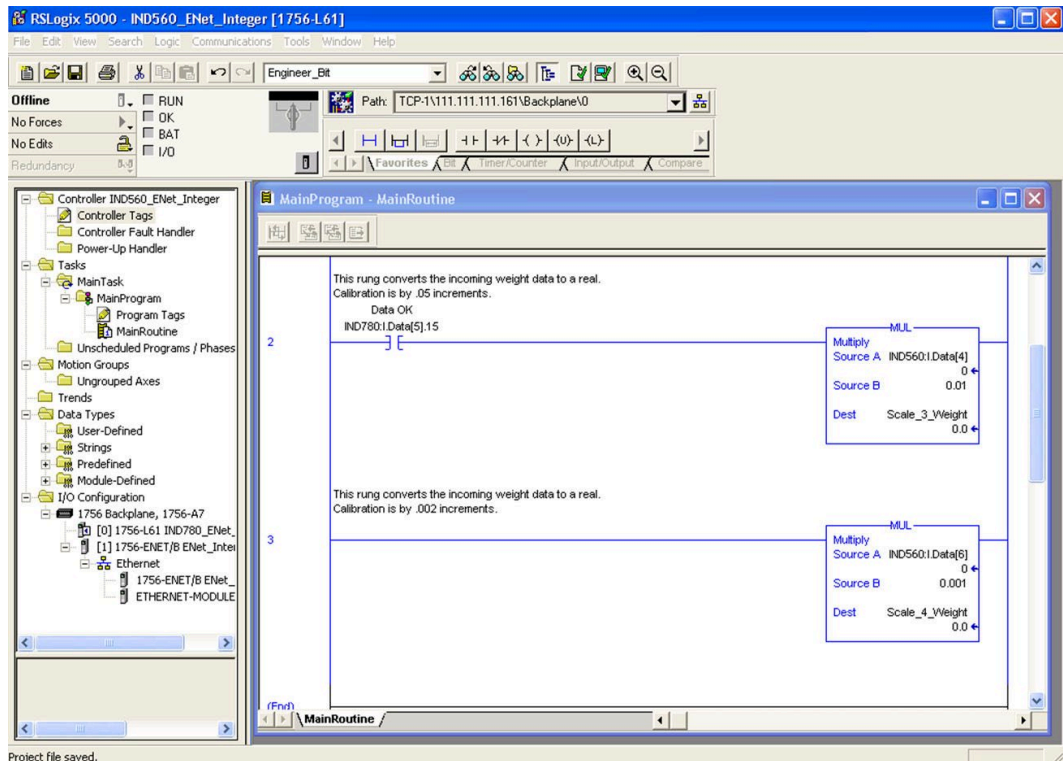 RSLogix 5000 - IND560_ENet_Integer [1756-L61]
File Edit View Search Logic Communications Tools Window Help
Engineer_Bit
Offline
RUN
No Forces
OK
No Edits
BAT
Redundancy
I/O
Path: TCP-1\111.111.111.161\Backplane\0
Favorites Bit Timer/Counter Input/Output Compare
Controller IND560_ENet_Integer
Controller Tags
Controller Fault Handler
Power-Up Handler
Tasks
MainTask
MainProgram
Program Tags
MainRoutine
Unscheduled Programs / Phases
Motion Groups
Ungrouped Axes
Trends
Data Types
User-Defined
Strings
Predefined
Module-Defined
I/O Configuration
1756 Backplane, 1756-A7
[0] 1756-L61 IND780_ENet_
[1] 1756-ENET/B ENet_Inte
Ethernet
1756-ENET/B ENet_
ETHERNET-MODULE
MainProgram - MainRoutine
This rung converts the incoming weight data to a real.
Calibration is by .05 increments.
Data OK
IND780:I.Data[5].15
2
MUL
Multiply
Source A IND560:I.Data[4]
0
Source B 0.01
Dest Scale_3_Weight
0.0
This rung converts the incoming weight data to a real.
Calibration is by .002 increments.
3
MUL
Multiply
Source A IND560:I.Data[6]
0
Source B 0.001
Dest Scale_4_Weight
0.0
(End)
MainRoutine
Project file saved.